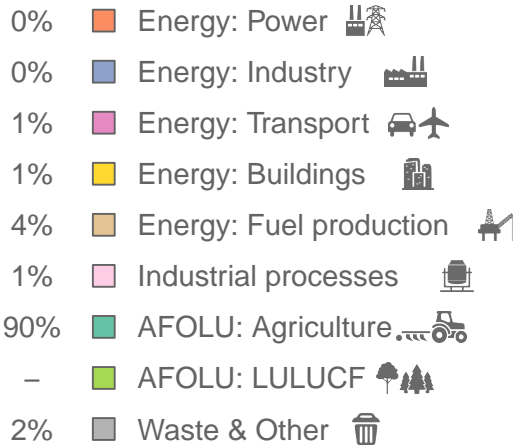 0% Energy: Power
0% Energy: Industry
1% Energy: Transport
1% Energy: Buildings
4% Energy: Fuel production
1% Industrial processes
90% AFOLU: Agriculture
– AFOLU: LULUCF
2% Waste & Other